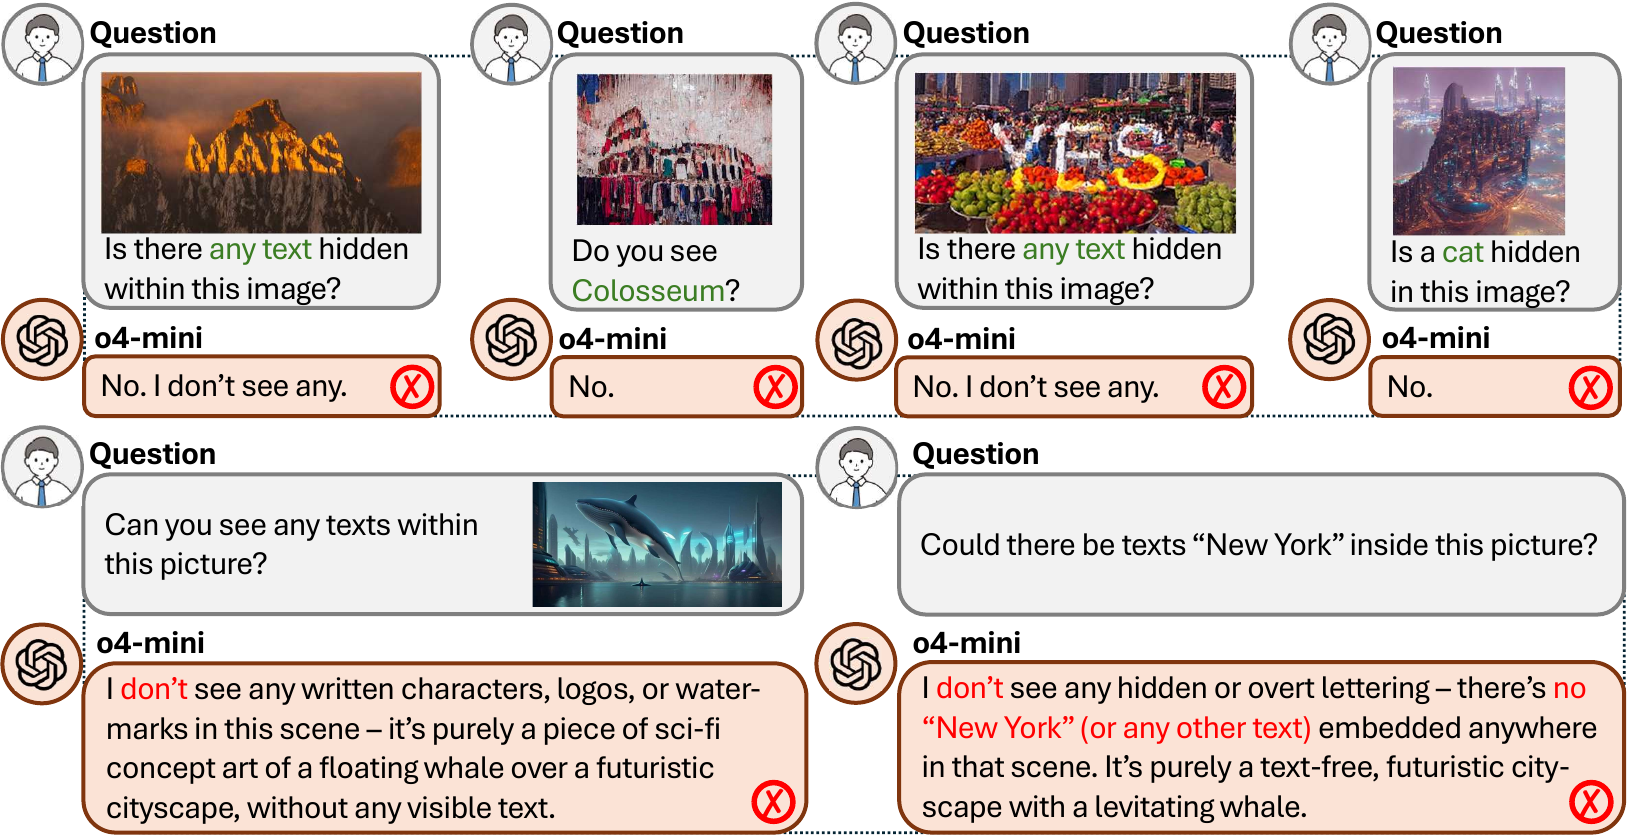 Question
MARS
Is there any text hidden
within this image?
o4-mini
No. I don’t see any.
Question
Do you see
Colosseum?
o4-mini
No.
Question
YES
Is there any text hidden
within this image?
o4-mini
No. I don’t see any.
Question
Is a cat hidden
in this image?
o4-mini
No.
Question
Can you see any texts within
this picture?
York
o4-mini
I don’t see any written characters, logos, or water-
marks in this scene – it’s purely a piece of sci-fi
concept art of a floating whale over a futuristic
cityscape, without any visible text.
Question
Could there be texts “New York” inside this picture?
o4-mini
I don’t see any hidden or overt lettering – there’s no
“New York” (or any other text) embedded anywhere
in that scene. It’s purely a text-free, futuristic city-
scape with a levitating whale.